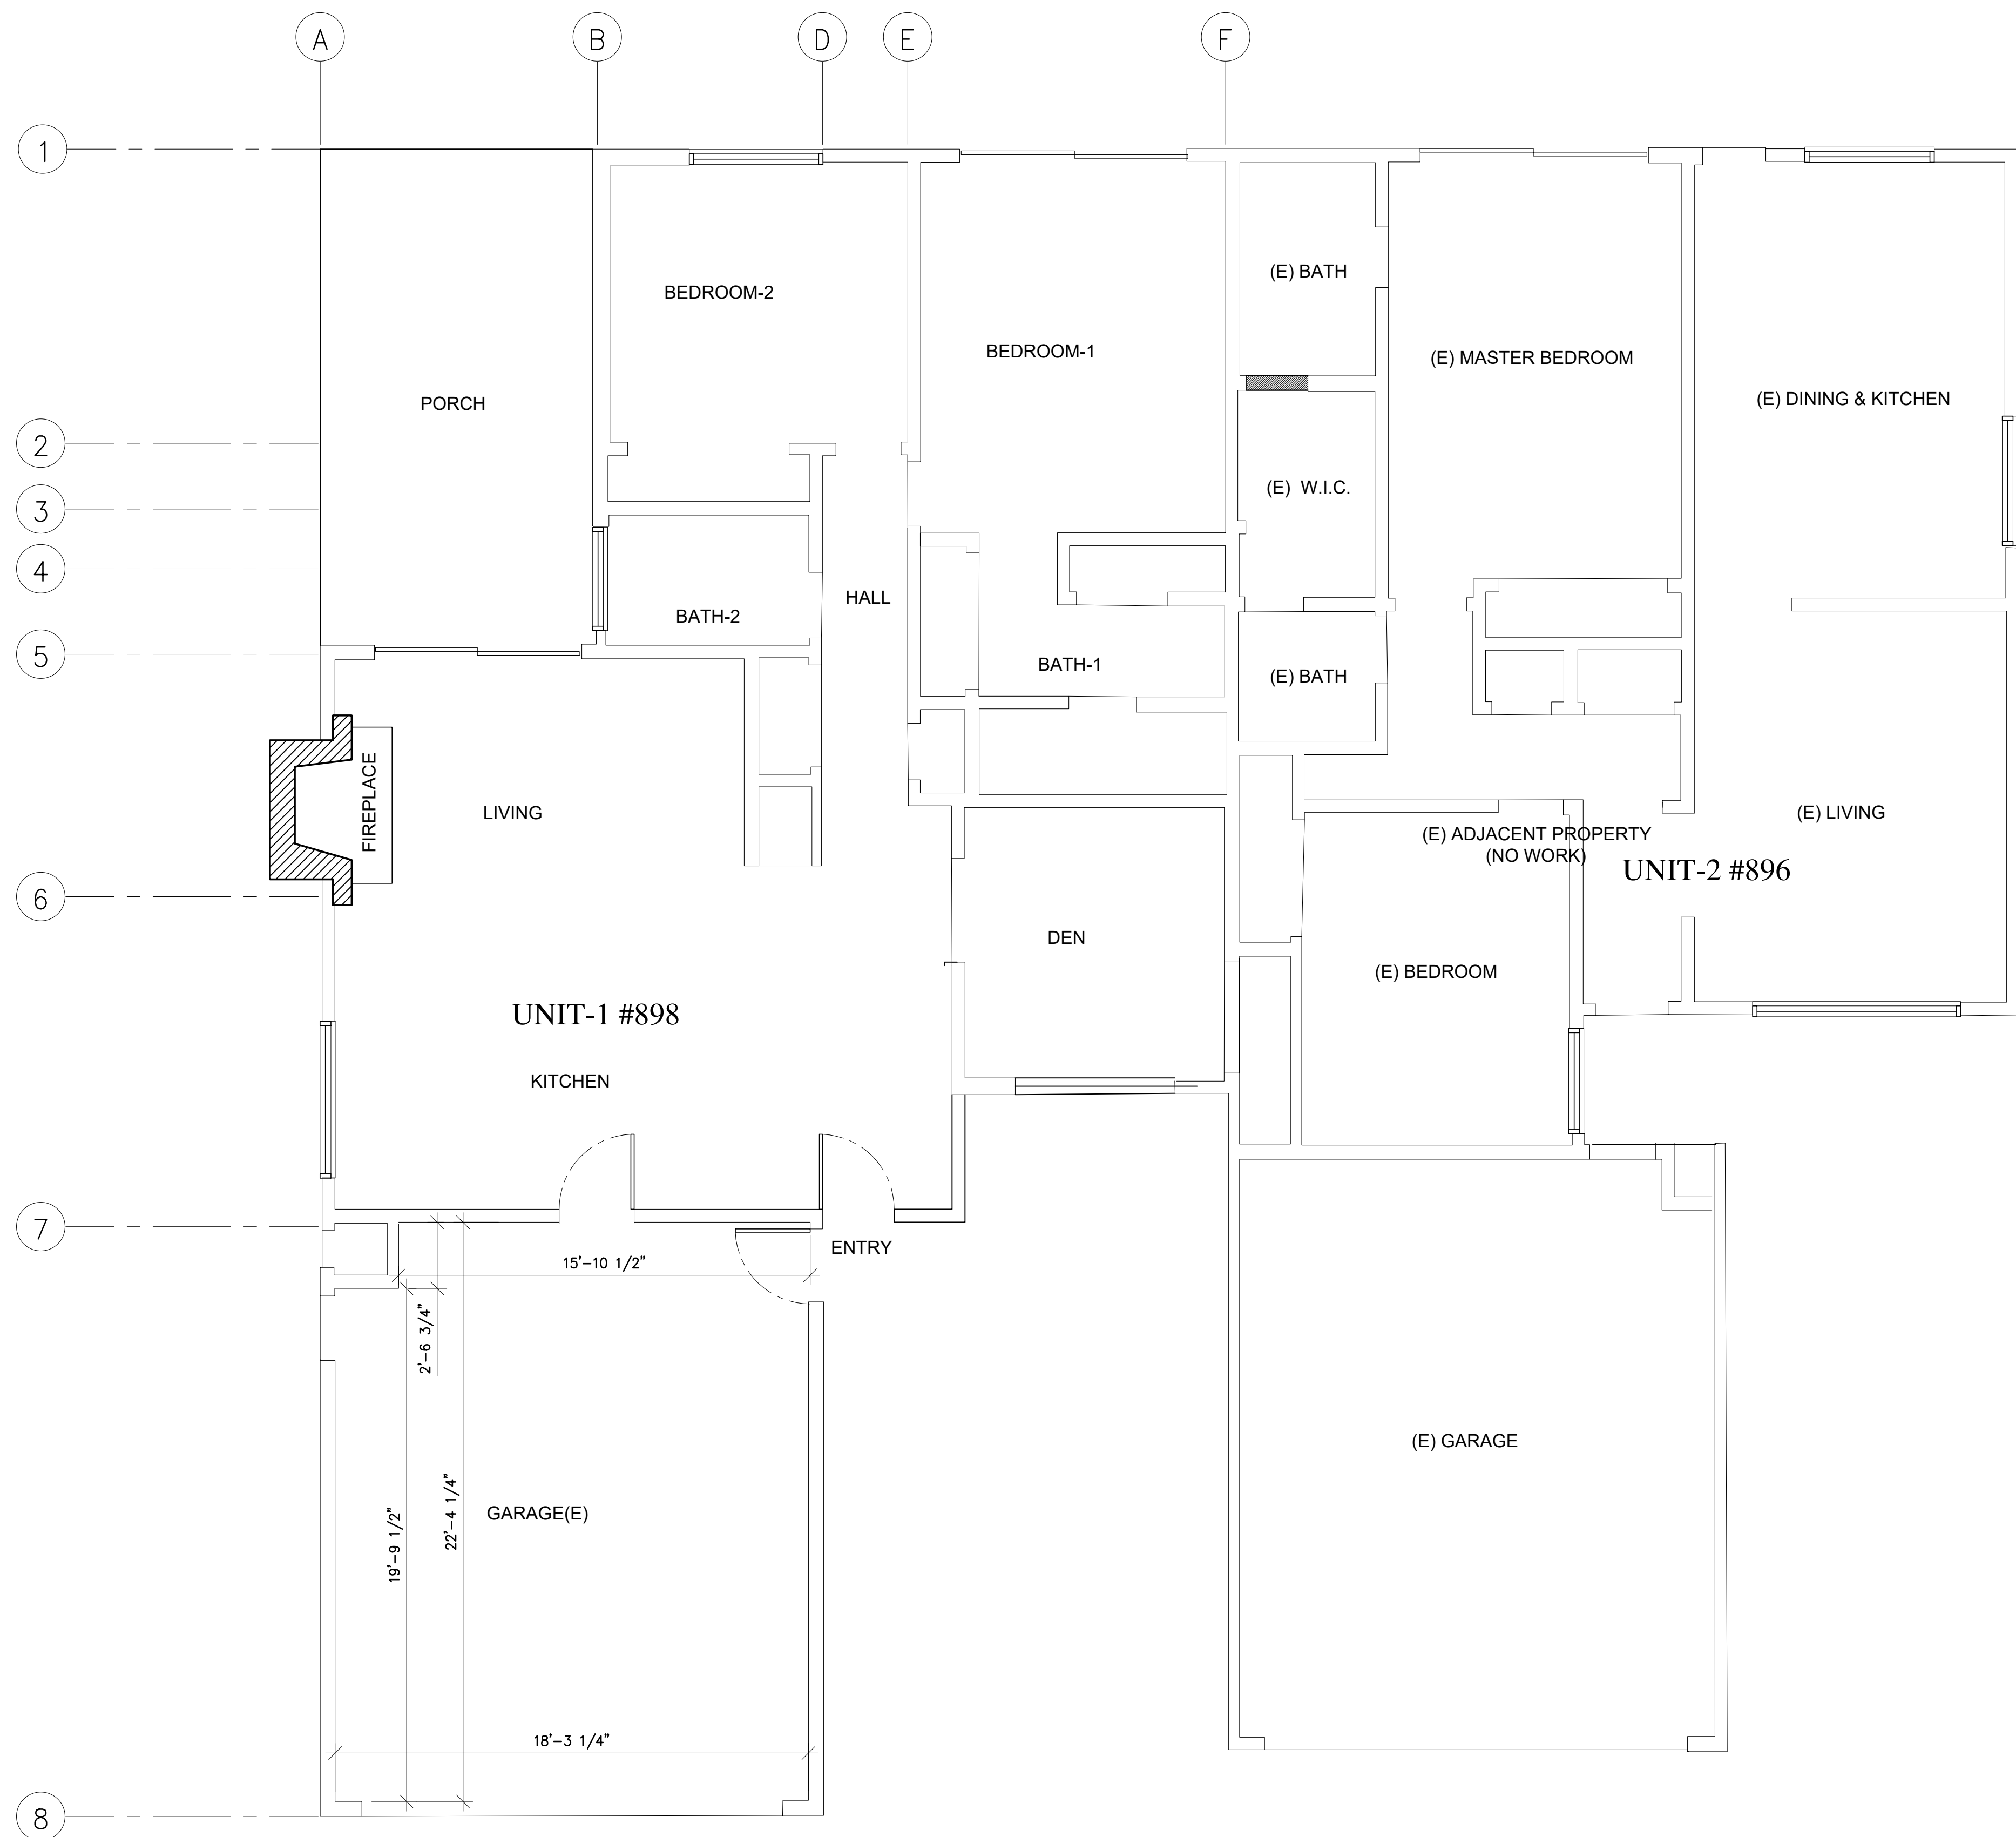 A
B
D
E
F
1
BEDROOM-2
(E) BATH
BEDROOM-1
(E) MASTER BEDROOM
PORCH
(E) DINING & KITCHEN
2
(E) W.I.C.
3
4
HALL
BATH-2
5
BATH-1
(E) BATH
FIREPLACE
LIVING
(E) LIVING
(E) ADJACENT PROPERTY
(NO WORK)
UNIT-2 #896
6
DEN
(E) BEDROOM
UNIT-1 #898
KITCHEN
7
ENTRY
15'-10 1/2"
2'-6 3/4"
(E) GARAGE
19'-9 1/2"
22'-4 1/4"
GARAGE(E)
18'-3 1/4"
8